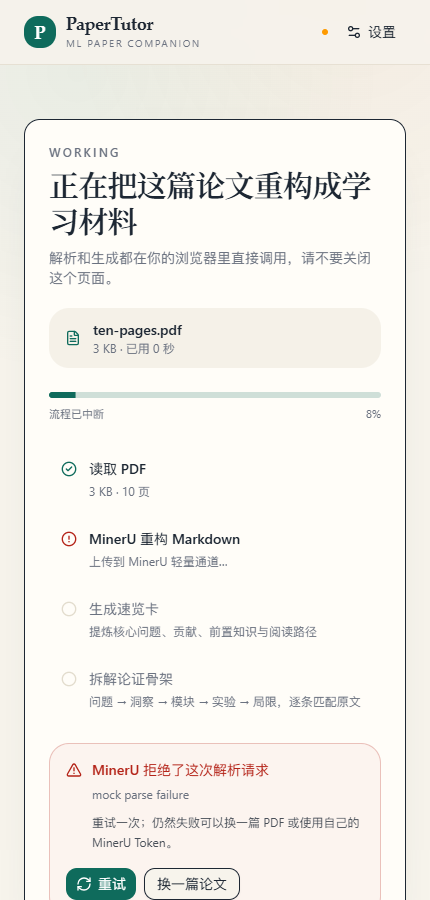 P
PaperTutor
ML PAPER COMPANION
设置
WORKING
正在把这篇论文重构成学
习材料
解析和生成都在你的浏览器里直接调用，请不要关闭
这个页面。
ten-pages.pdf
3 KB · 已用 0 秒
流程已中断
8%
读取 PDF
3 KB · 10 页
MinerU 重构 Markdown
上传到 MinerU 轻量通道...
生成速览卡
提炼核心问题、贡献、前置知识与阅读路径
拆解论证骨架
问题 → 洞察 → 模块 → 实验 → 局限，逐条匹配原文
MinerU 拒绝了这次解析请求
mock parse failure
重试一次；仍然失败可以换一篇 PDF 或使用自己的
MinerU Token。
重试
换一篇论文